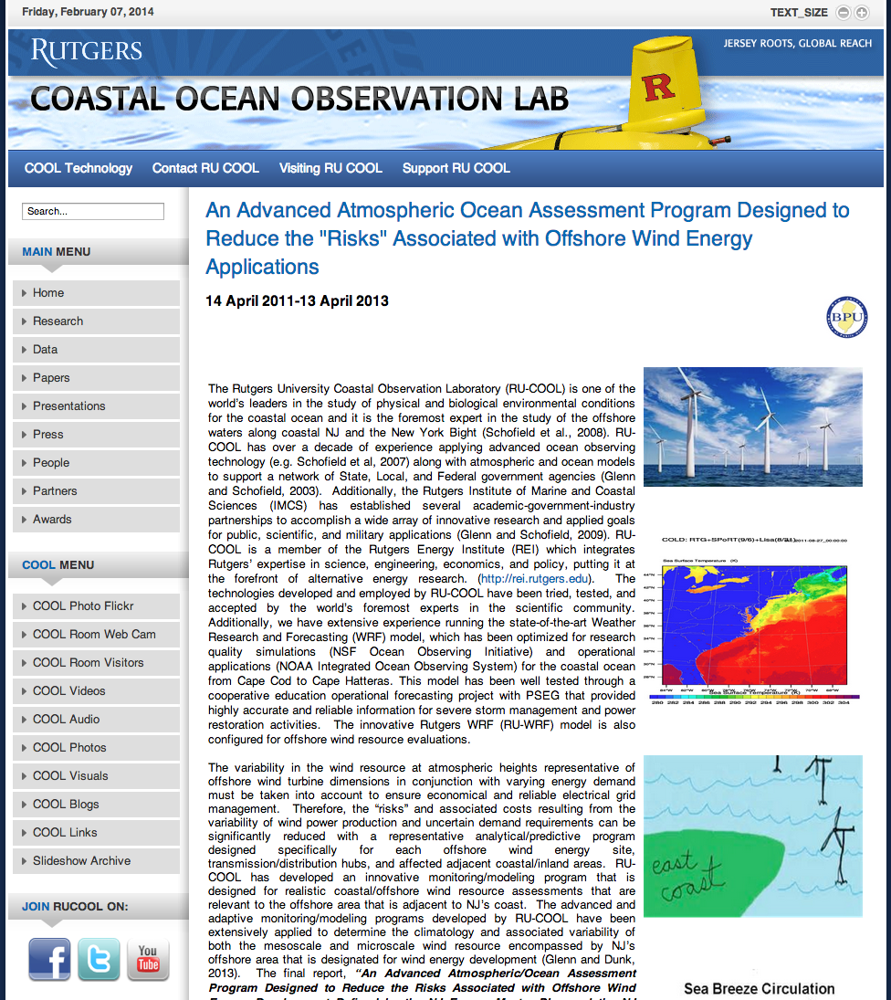 Friday, February 07, 2014
TEXT_SIZE
RUTGERS
JERSEY ROOTS, GLOBAL REACH
R
COASTAL OCEAN OBSERVATION LAB
COOL Technology
Contact RU COOL
Visiting RU COOL
Support RU COOL
Search...
MAIN MENU
Home
Research
Data
Papers
Presentations
Press
People
Partners
Awards
COOL MENU
COOL Photo Flickr
COOL Room Web Cam
COOL Room Visitors
COOL Videos
COOL Audio
COOL Photos
COOL Visuals
COOL Blogs
COOL Links
Slideshow Archive
JOIN RUCOOL ON:
f
t
You
Tube
An Advanced Atmospheric Ocean Assessment Program Designed to
Reduce the "Risks" Associated with Offshore Wind Energy
Applications
14 April 2011-13 April 2013
BPU
The Rutgers University Coastal Observation Laboratory (RU-COOL) is one of the
world's leaders in the study of physical and biological environmental conditions
for the coastal ocean and it is the foremost expert in the study of the offshore
waters along coastal NJ and the New York Bight (Schofield et al., 2008). RU-
COOL has over a decade of experience applying advanced ocean observing
technology (e.g. Schofield et al, 2007) along with atmospheric and ocean models
to support a network of State, Local, and Federal government agencies (Glenn
and Schofield, 2003). Additionally, the Rutgers Institute of Marine and Coastal
Sciences (IMCS) has established several academic-government-industry
partnerships to accomplish a wide array of innovative research and applied goals
for public, scientific, and military applications (Glenn and Schofield, 2009). RU-
COOL is a member of the Rutgers Energy Institute (REI) which integrates
Rutgers' expertise in science, engineering, economics, and policy, putting it at
the forefront of alternative energy research. (http://rei.rutgers.edu). The
technologies developed and employed by RU-COOL have been tried, tested, and
accepted by the world's foremost experts in the scientific community.
Additionally, we have extensive experience running the state-of-the-art Weather
Research and Forecasting (WRF) model, which has been optimized for research
quality simulations (NSF Ocean Observing Initiative) and operational
applications (NOAA Integrated Ocean Observing System) for the coastal ocean
from Cape Cod to Cape Hatteras. This model has been well tested through a
cooperative education operational forecasting project with PSEG that provided
highly accurate and reliable information for severe storm management and power
restoration activities. The innovative Rutgers WRF (RU-WRF) model is also
configured for offshore wind resource evaluations.
The variability in the wind resource at atmospheric heights representative of
offshore wind turbine dimensions in conjunction with varying energy demand
must be taken into account to ensure economical and reliable electrical grid
management. Therefore, the “risks” and associated costs resulting from the
variability of wind power production and uncertain demand requirements can be
significantly reduced with a representative analytical/predictive program
designed specifically for each offshore wind energy site,
transmission/distribution hubs, and affected adjacent coastal/inland areas. RU-
COOL has developed an innovative monitoring/modeling program that is
designed for realistic coastal/offshore wind resource assessments that are
relevant to the offshore area that is adjacent to NJ's coast. The advanced and
adaptive monitoring/modeling programs developed by RU-COOL have been
extensively applied to determine the climatology and associated variability of
both the mesoscale and microscale wind resource encompassed by NJ's
offshore area that is designated for wind energy development (Glenn and Dunk,
2013). The final report, “An Advanced Atmospheric/Ocean Assessment
Program Designed to Reduce the Risks Associated with Offshore Wind
COLD: RTG+SPoRT(9/6)+Lisa(8/31)
Sea Surface Temperature (K)
Sea Surface Temperature (K)
280 282 284 286 288 290 292 294 296 298 300 302 304
east
coast
Sea Breeze Circulation